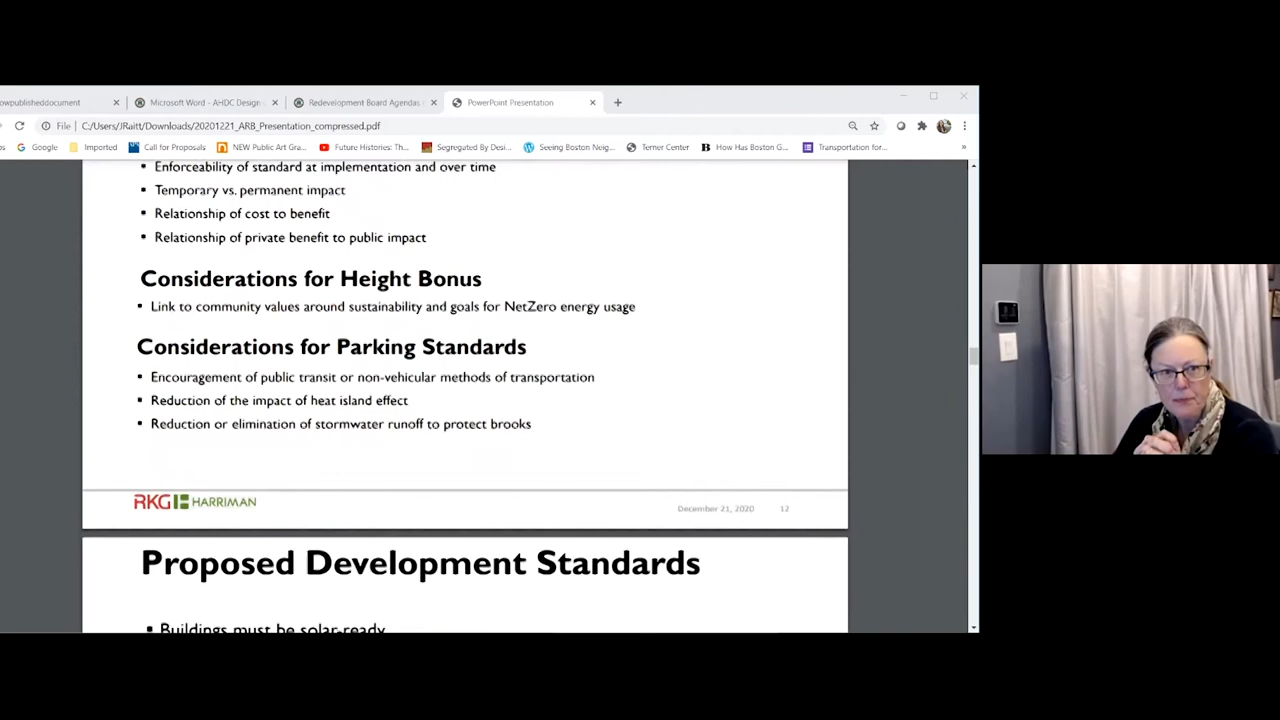 owpublisheddocument
Microsoft Word - AHDC Design
Redevelopment Board Agendas
PowerPoint Presentation
File
C:/Users/JRaitt/Downloads/20201221_ARB_Presentation_compressed.pdf
Google
Imported
Call for Proposals
NEW Public Art Gra...
Future Histories: Th...
Segregated By Desi...
Seeing Boston Neig...
Terner Center
How Has Boston G...
Transportation for...
▪ Enforceability of standard at implementation and over time
▪ Temporary vs. permanent impact
▪ Relationship of cost to benefit
▪ Relationship of private benefit to public impact
Considerations for Height Bonus
▪ Link to community values around sustainability and goals for NetZero energy usage
Considerations for Parking Standards
▪ Encouragement of public transit or non-vehicular methods of transportation
▪ Reduction of the impact of heat island effect
▪ Reduction or elimination of stormwater runoff to protect brooks
RKG HARRIMAN
December 21, 2020 12
Proposed Development Standards
▪ Buildings must be solar-ready